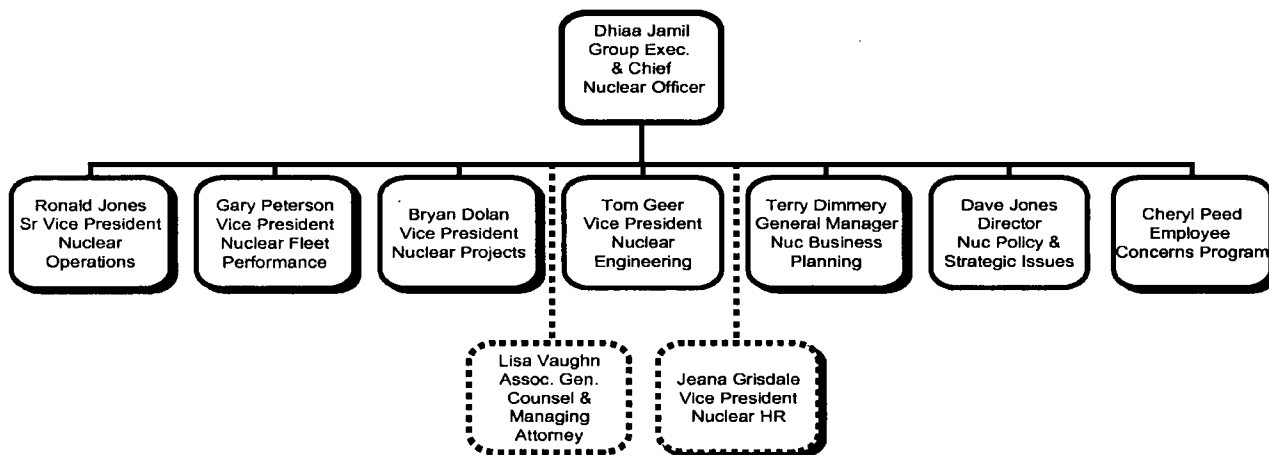 Dhiaa Jamil
Group Exec.
& Chief
Nuclear Officer
Ronald Jones
Sr Vice President
Nuclear
Operations
Gary Peterson
Vice President
Nuclear Fleet
Performance
Bryan Dolan
Vice President
Nuclear Projects
Tom Geer
Vice President
Nuclear
Engineering
Terry Dimmery
General Manager
Nuc Business
Planning
Dave Jones
Director
Nuc Policy &
Strategic Issues
Cheryl Peed
Employee
Concerns Program
Lisa Vaughn
Assoc. Gen.
Counsel &
Managing
Attorney
Jeana Grisdale
Vice President
Nuclear HR